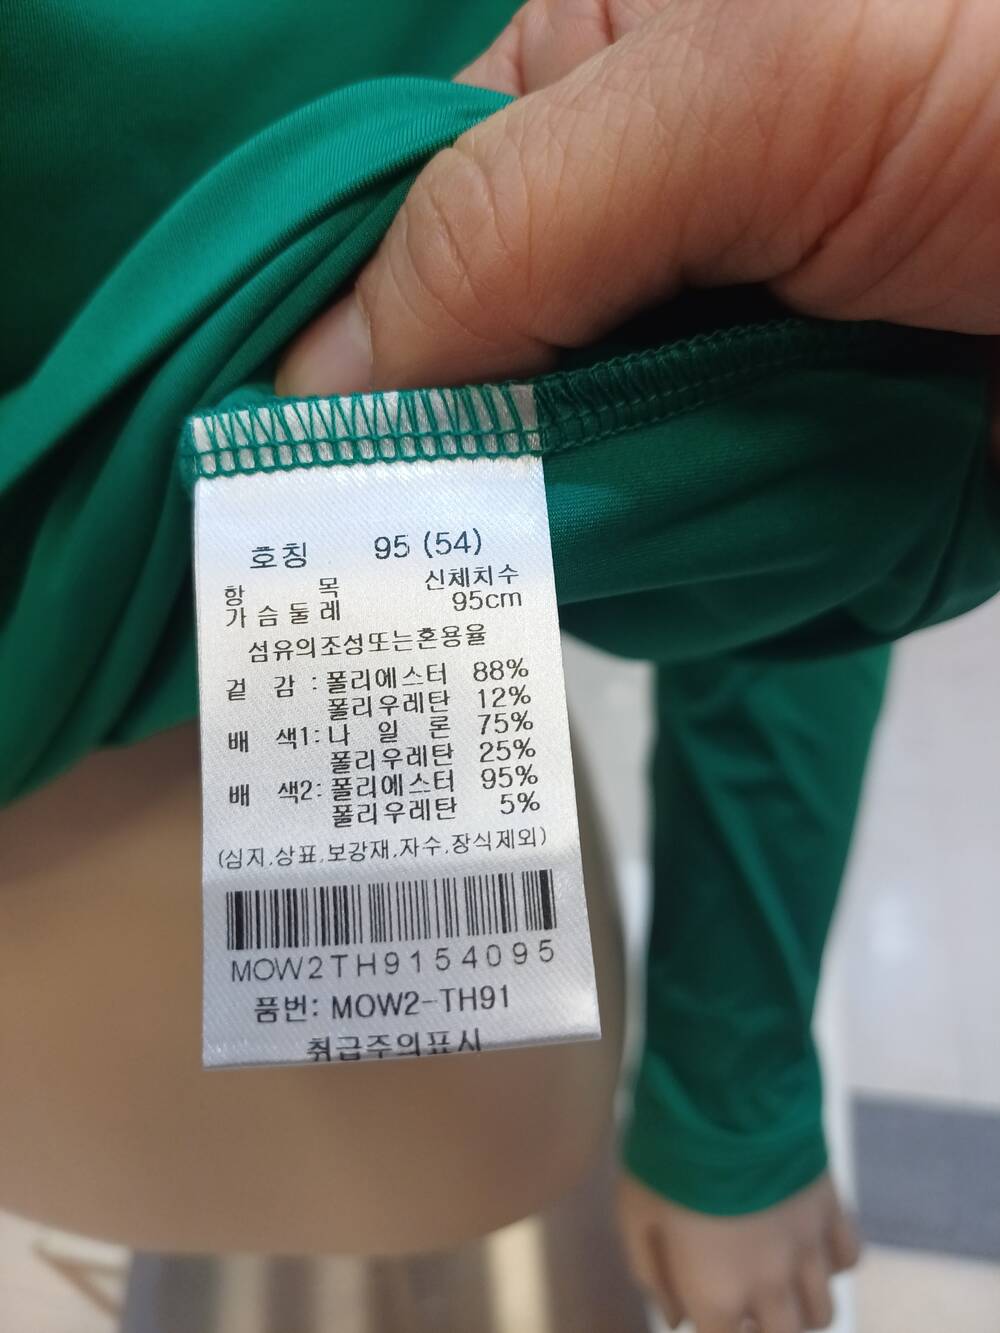 호칭 95 (54)
항 목 신체치수
가슴둘레 95cm
섬유의조성또는혼용율
겉 감 : 폴리에스터 88%
폴리우레탄 12%
배 색1: 나 일 론 75%
폴리우레탄 25%
배 색2: 폴리에스터 95%
폴리우레탄 5%
(심지,상표,보강재,자수,장식제외)
MOW2TH9154095
품번: MOW2-TH91
취급주의표시